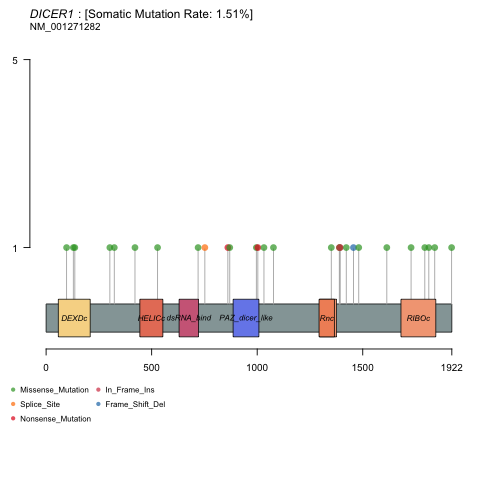 DICER1 : [Somatic Mutation Rate: 1.51%]
NM_001271282
5
1
DEXDc HELICc dsRNA_bind PAZ_dicer_like Rnc RIBOc
0 500 1000 1500 1922
Missense_Mutation In_Frame_Ins
Splice_Site Frame_Shift_Del
Nonsense_Mutation